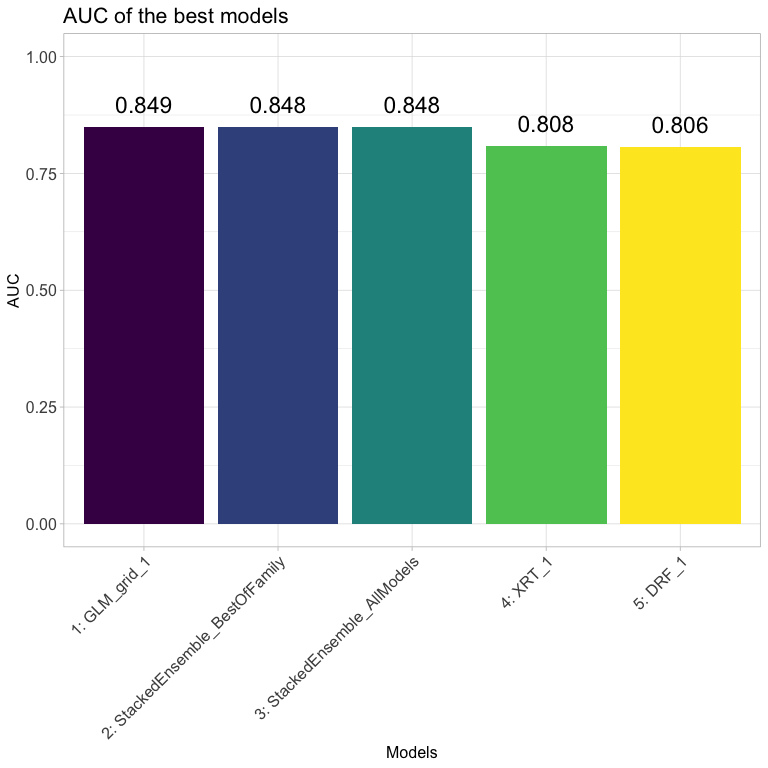 AUC of the best models
1.00
0.75
0.50
0.25
0.00
AUC
0.849
0.848
0.848
0.808
0.806
1: GLM_grid_1
2: StackedEnsemble_BestOfFamily
3: StackedEnsemble_AllModels
4: XRT_1
5: DRF_1
Models